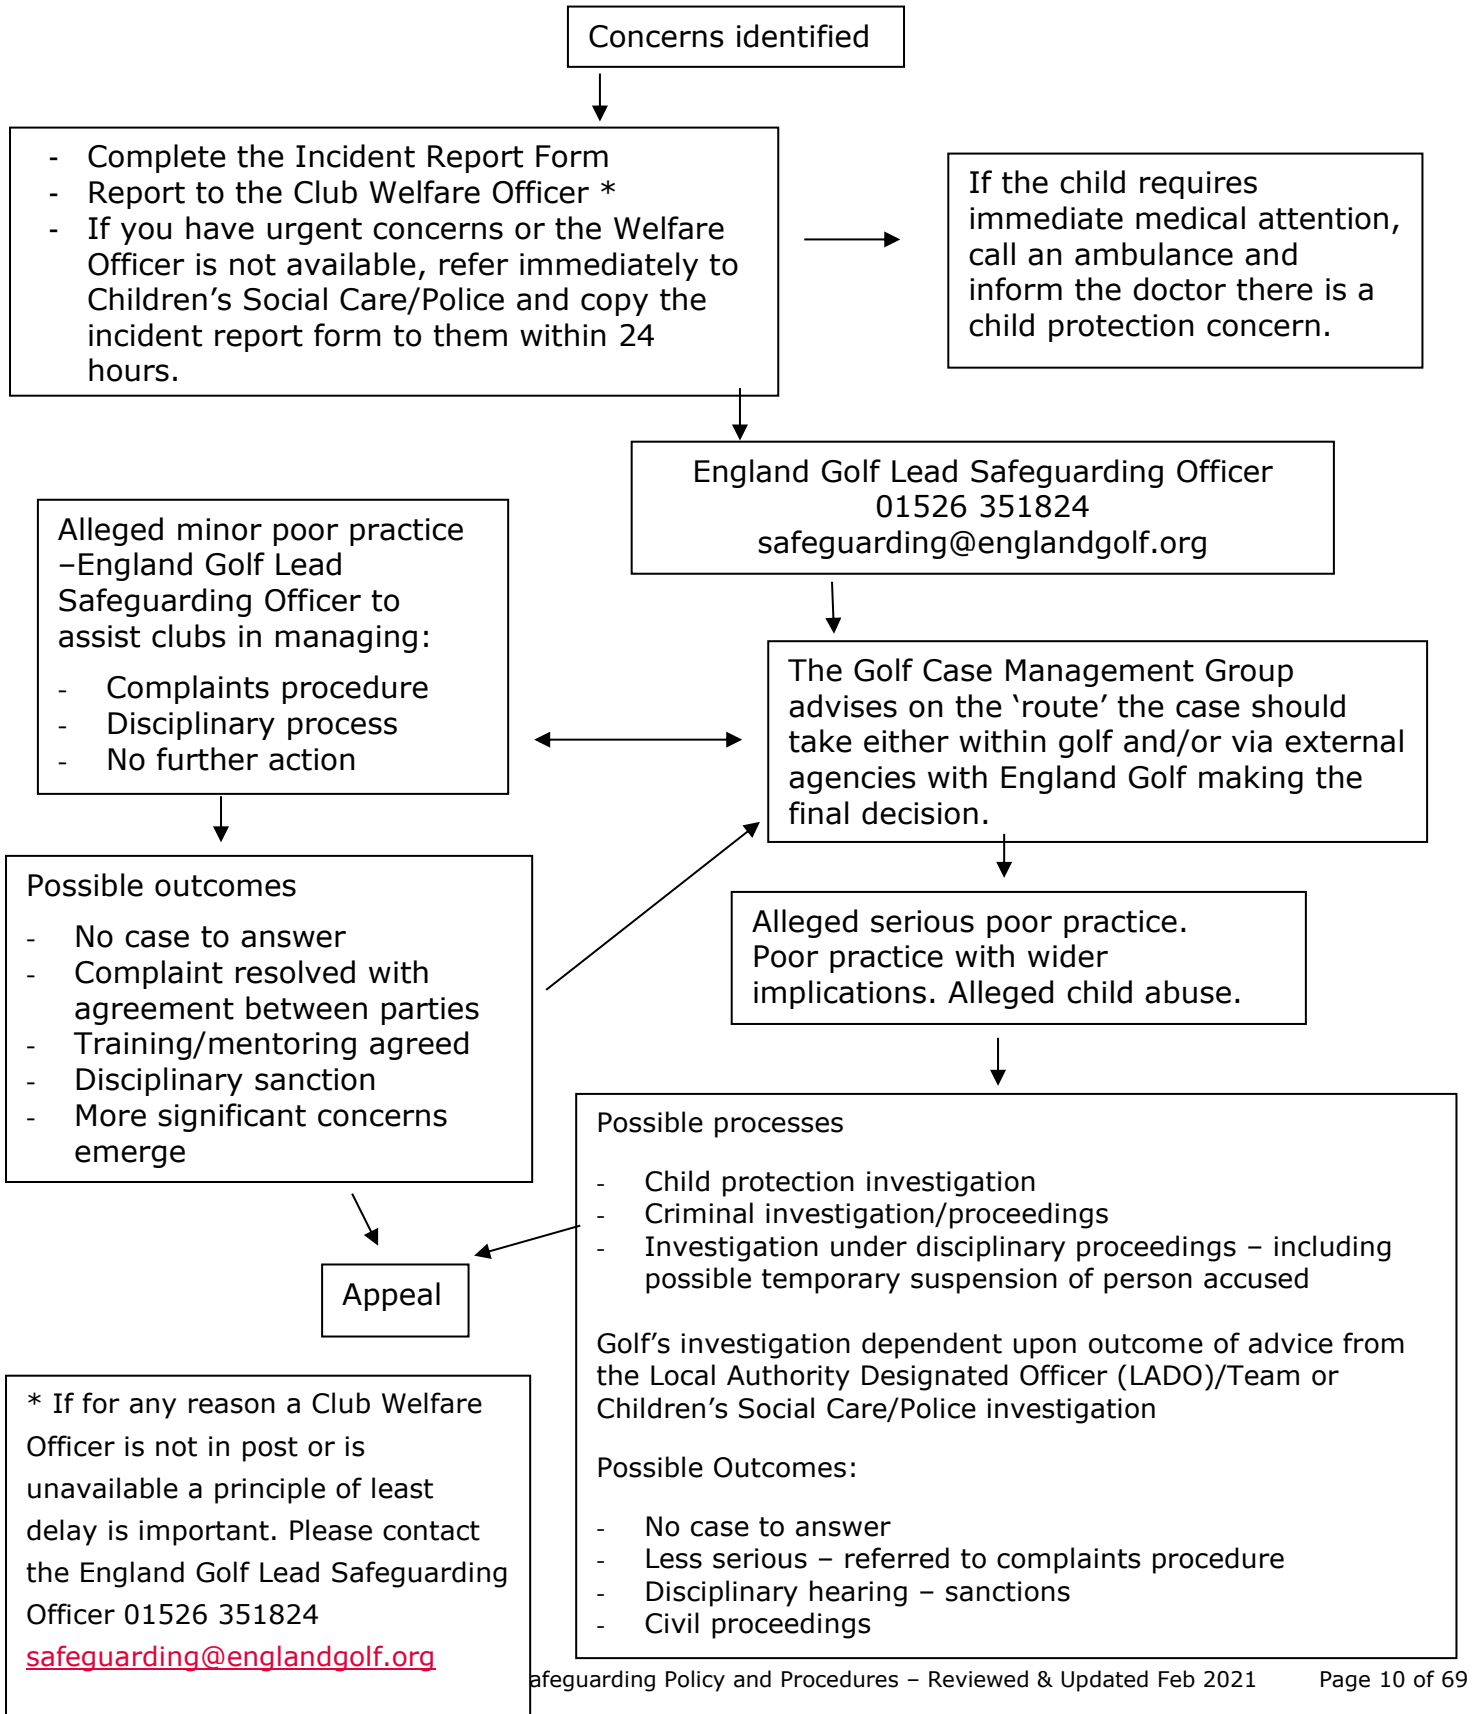 Concerns identified
- Complete the Incident Report Form
- Report to the Club Welfare Officer *
- If you have urgent concerns or the Welfare
Officer is not available, refer immediately to
Children’s Social Care/Police and copy the
incident report form to them within 24
hours.
If the child requires
immediate medical attention,
call an ambulance and
inform the doctor there is a
child protection concern.
England Golf Lead Safeguarding Officer
01526 351824
safeguarding@englandgolf.org
Alleged minor poor practice
–England Golf Lead
Safeguarding Officer to
assist clubs in managing:
- Complaints procedure
- Disciplinary process
- No further action
The Golf Case Management Group
advises on the ‘route’ the case should
take either within golf and/or via external
agencies with England Golf making the
final decision.
Possible outcomes
- No case to answer
- Complaint resolved with
agreement between parties
- Training/mentoring agreed
- Disciplinary sanction
- More significant concerns
emerge
Alleged serious poor practice.
Poor practice with wider
implications. Alleged child abuse.
Possible processes
- Child protection investigation
- Criminal investigation/proceedings
- Investigation under disciplinary proceedings – including
possible temporary suspension of person accused
Golf’s investigation dependent upon outcome of advice from
the Local Authority Designated Officer (LADO)/Team or
Children’s Social Care/Police investigation
Possible Outcomes:
- No case to answer
- Less serious – referred to complaints procedure
- Disciplinary hearing – sanctions
- Civil proceedings
Appeal
* If for any reason a Club Welfare
Officer is not in post or is
unavailable a principle of least
delay is important. Please contact
the England Golf Lead Safeguarding
Officer 01526 351824
safeguarding@englandgolf.org
afeguarding Policy and Procedures – Reviewed & Updated Feb 2021 Page 10 of 69